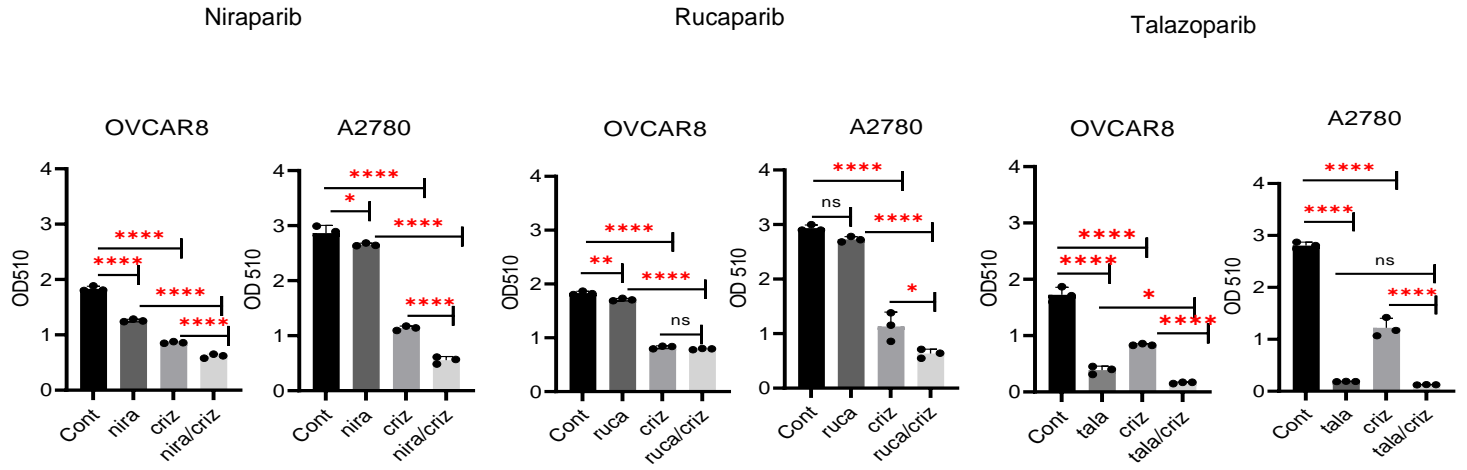 Niraparib
Rucaparib
Talazoparib
OVCAR8
A2780
OVCAR8
A2780
OVCAR8
A2780
OD510
4
3
2
1
0
****
****
****
****
Cont
nira
criz
nira/criz
OD 510
4
3
2
1
0
****
*
****
****
Cont
nira
criz
nira/criz
OD510
4
3
2
1
0
****
**
****
ns
Cont
ruca
criz
ruca/criz
OD 510
4
3
2
1
0
****
ns
****
*
Cont
ruca
criz
ruca/criz
OD510
4
3
2
1
0
****
****
*
****
Cont
tala
criz
tala/criz
OD 510
4
3
2
1
0
****
****
ns
****
Cont
tala
criz
tala/criz